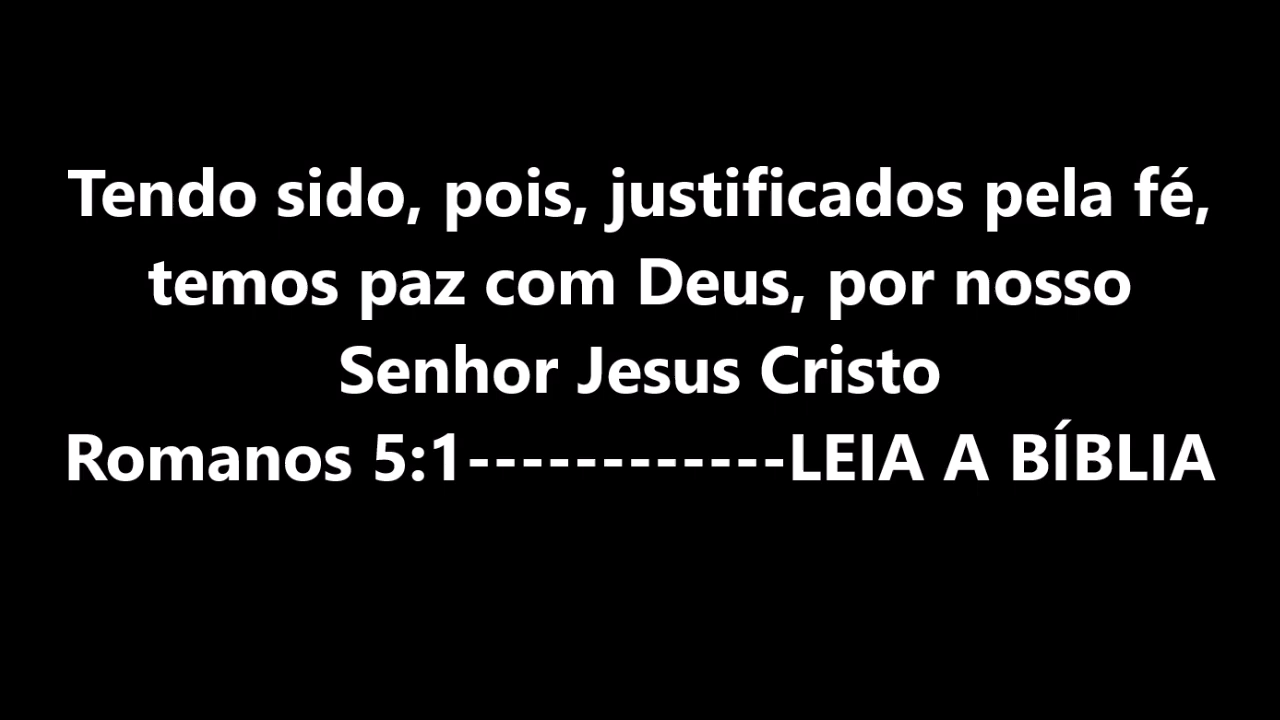 Tendo sido, pois, justificados pela fé,
temos paz com Deus, por nosso
Senhor Jesus Cristo
Romanos 5:1------------LEIA A BÍBLIA